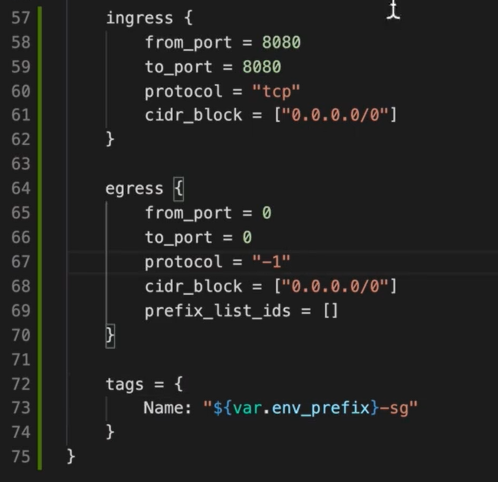 57 ingress {
58 from_port = 8080
59 to_port = 8080
60 protocol = "tcp"
61 cidr_block = ["0.0.0.0/0"]
62 }
63
64 egress {
65 from_port = 0
66 to_port = 0
67 protocol = "-1"
68 cidr_block = ["0.0.0.0/0"]
69 prefix_list_ids = []
70 }
71
72 tags = {
73 Name: "${var.env_prefix}-sg"
74 }
75 }